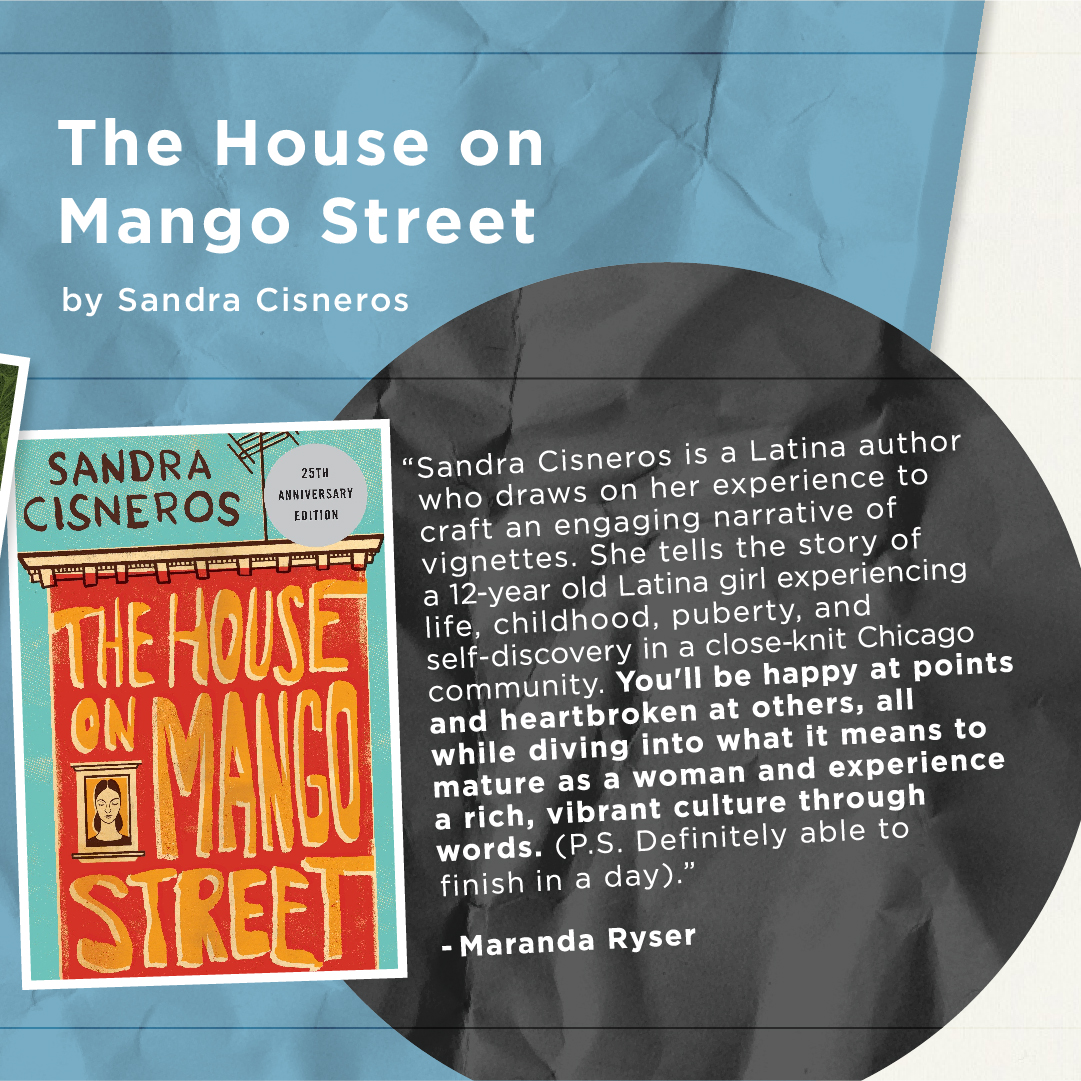 The House on
Mango Street
by Sandra Cisneros
SANDRA
CISNEROS
25TH
ANNIVERSARY
EDITION
THE HOUSE
ON MANGO
STREET
“Sandra Cisneros is a Latina author
who draws on her experience to
craft an engaging narrative of
vignettes. She tells the story of
a 12-year old Latina girl experiencing
life, childhood, puberty, and
self-discovery in a close-knit Chicago
community. You'll be happy at points
and heartbroken at others, all
while diving into what it means to
mature as a woman and experience
a rich, vibrant culture through
words. (P.S. Definitely able to
finish in a day).”
- Maranda Ryser